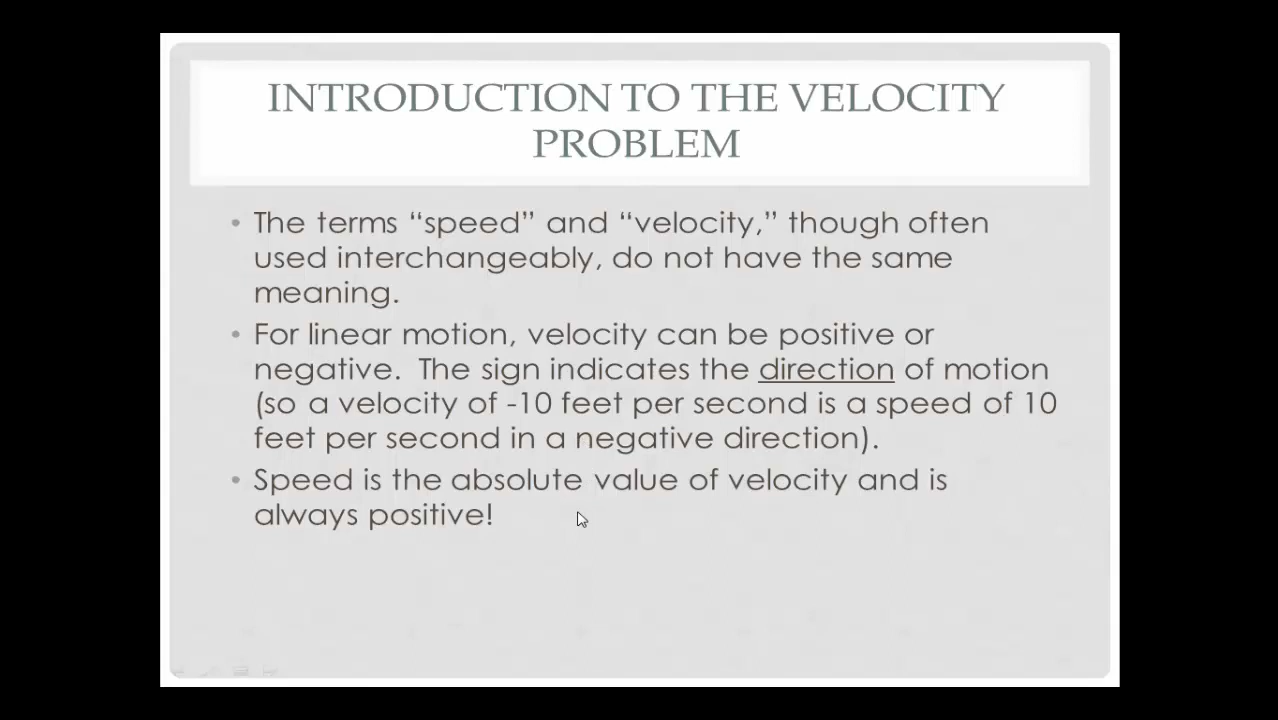 INTRODUCTION TO THE VELOCITY
PROBLEM
• The terms “speed” and “velocity,” though often
used interchangeably, do not have the same
meaning.
• For linear motion, velocity can be positive or
negative.  The sign indicates the direction of motion
(so a velocity of -10 feet per second is a speed of 10
feet per second in a negative direction).
• Speed is the absolute value of velocity and is
always positive!